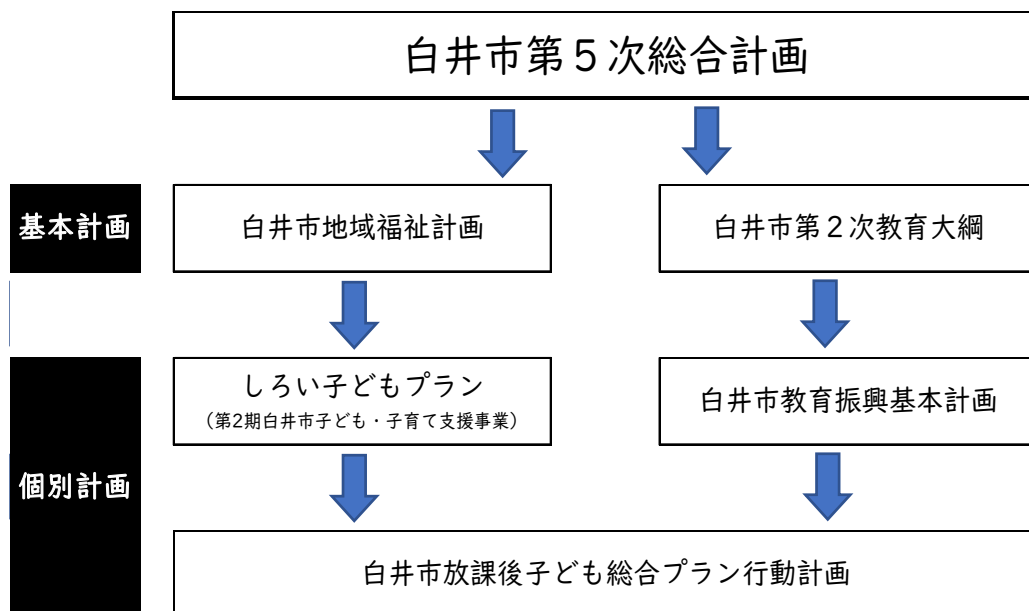 白井市第５次総合計画
基本計画
白井市地域福祉計画
白井市第２次教育大綱
個別計画
しろい子どもプラン
（第2期白井市子ども・子育て支援事業）
白井市教育振興基本計画
白井市放課後子ども総合プラン行動計画